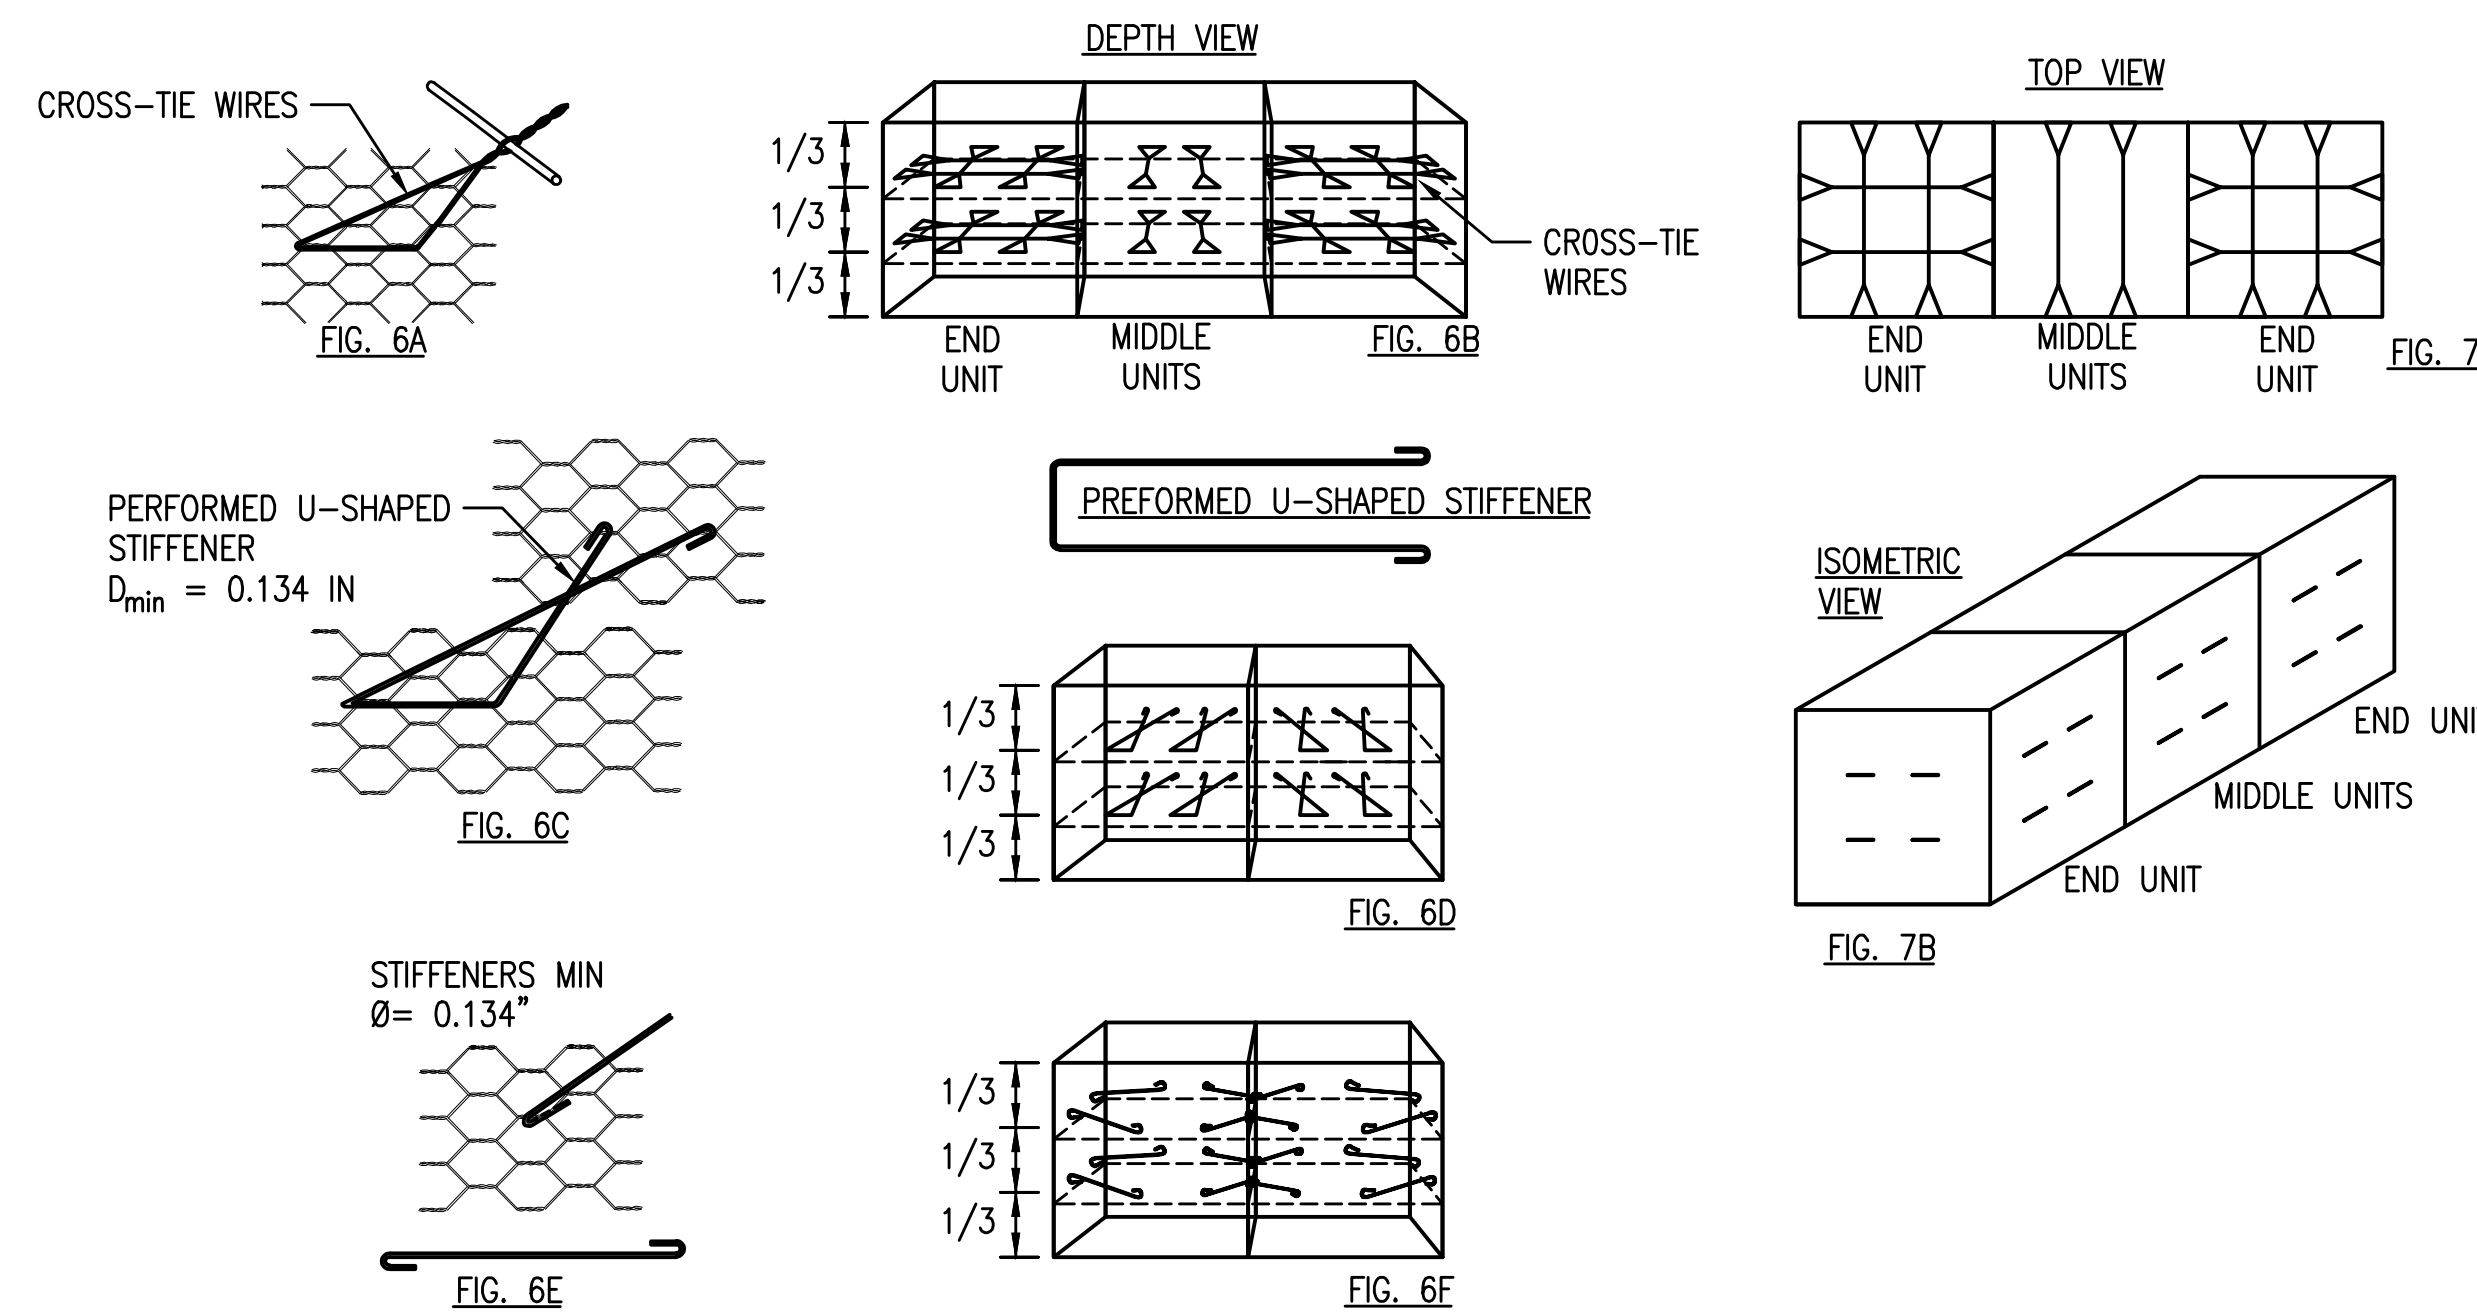 DEPTH VIEW
CROSS-TIE WIRES
FIG. 6A
1/3
1/3
1/3
CROSS-TIE
WIRES
END
UNIT
MIDDLE
UNITS
FIG. 6B
TOP VIEW
END
UNIT
MIDDLE
UNITS
END
UNIT
FIG. 7
PERFORMED U-SHAPED
STIFFENER
Dmin = 0.134 IN
FIG. 6C
PREFORMED U-SHAPED STIFFENER
1/3
1/3
1/3
FIG. 6D
ISOMETRIC
VIEW
END UNI
MIDDLE UNITS
END UNIT
FIG. 7B
STIFFENERS MIN
Ø= 0.134"
FIG. 6E
1/3
1/3
1/3
FIG. 6F